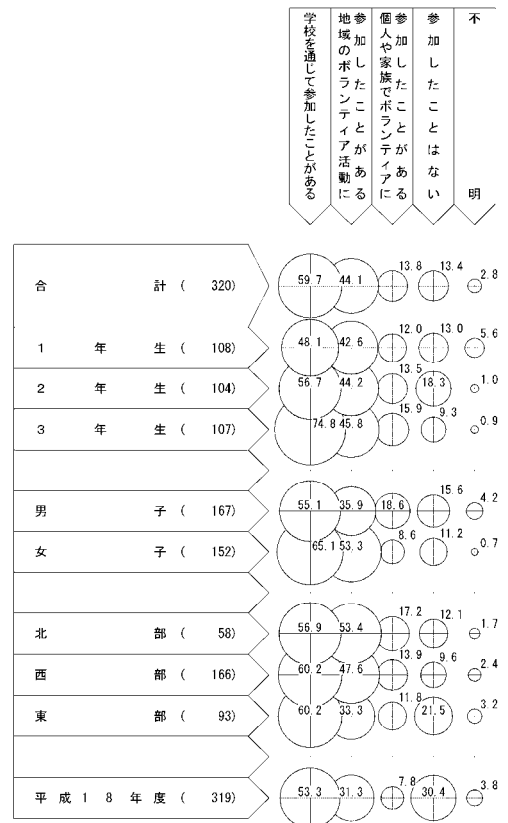 学校を通じて参加したことがある
地域のボランティア活動に
参加したことがある
個人や家族でボランティアに
参加したことがある
参加したことはない
不明
合計 ( 320) 59.7 44.1 13.8 13.4 2.8
1年生 ( 108) 48.1 42.6 12.0 13.0 5.6
2年生 ( 104) 56.7 44.2 13.5 18.3 1.0
3年生 ( 107) 74.8 45.8 15.9 9.3 0.9
男子 ( 167) 55.1 35.9 18.6 15.6 4.2
女子 ( 152) 65.1 53.3 8.6 11.2 0.7
北部 ( 58) 56.9 53.4 17.2 12.1 1.7
西部 ( 166) 60.2 47.6 13.9 9.6 2.4
東部 ( 93) 60.2 33.3 11.8 21.5 3.2
平成18年度 ( 319) 53.3 31.3 7.8 30.4 3.8